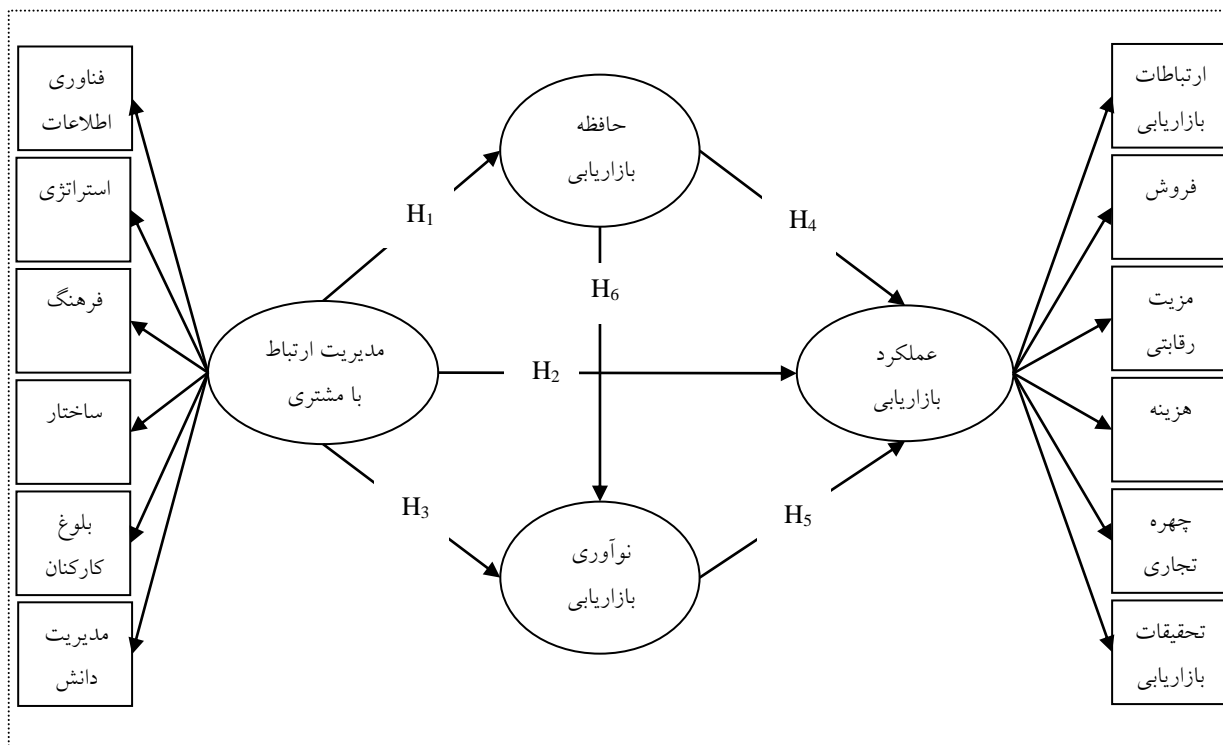 فناوری
اطلاعات
استراتژی
فرهنگ
ساختار
بلوغ
کارکنان
مدیریت
دانش
مدیریت ارتباط
با مشتری
حافظه
بازاریابی
نوآوری
بازاریابی
عملکرد
بازاریابی
H₁
H₂
H₃
H₄
H₅
H₆
ارتباطات
بازاریابی
فروش
مزیت
رقابتی
هزینه
چهره
تجاری
تحقیقات
بازاریابی